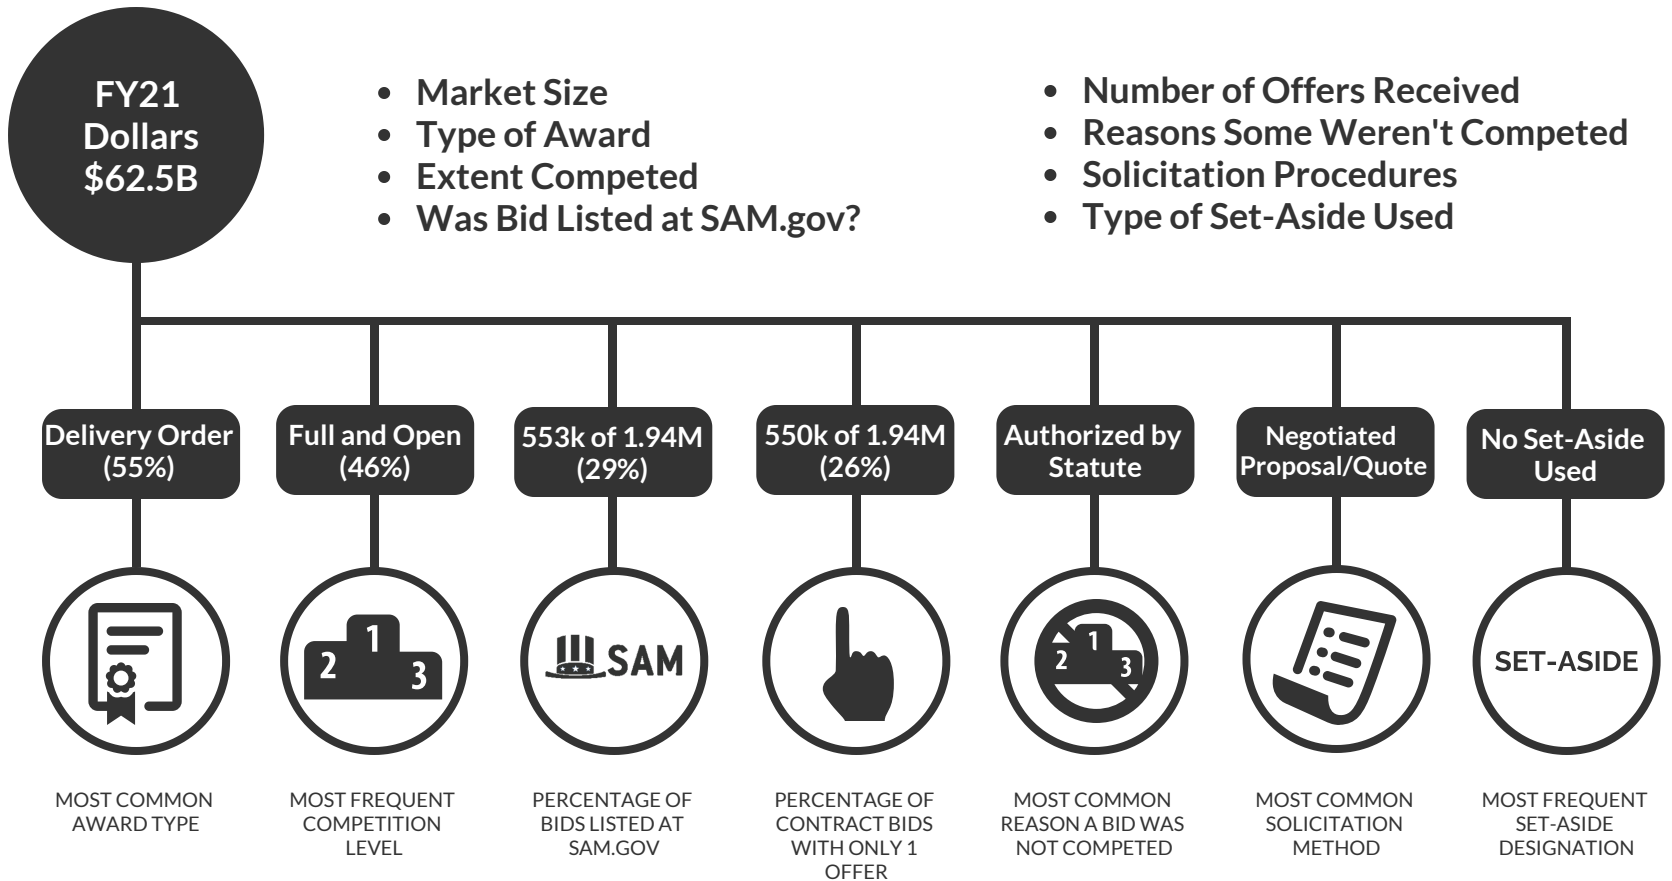 FY21
Dollars
$62.5B
• Market Size
• Type of Award
• Extent Competed
• Was Bid Listed at SAM.gov?
• Number of Offers Received
• Reasons Some Weren't Competed
• Solicitation Procedures
• Type of Set-Aside Used
Delivery Order
(55%)
Full and Open
(46%)
553k of 1.94M
(29%)
550k of 1.94M
(26%)
Authorized by
Statute
Negotiated
Proposal/Quote
No Set-Aside
Used
2 1 3
SAM
2 1 3
SET-ASIDE
MOST COMMON
AWARD TYPE
MOST FREQUENT
COMPETITION
LEVEL
PERCENTAGE OF
BIDS LISTED AT
SAM.GOV
PERCENTAGE OF
CONTRACT BIDS
WITH ONLY 1
OFFER
MOST COMMON
REASON A BID WAS
NOT COMPETED
MOST COMMON
SOLICITATION
METHOD
MOST FREQUENT
SET-ASIDE
DESIGNATION